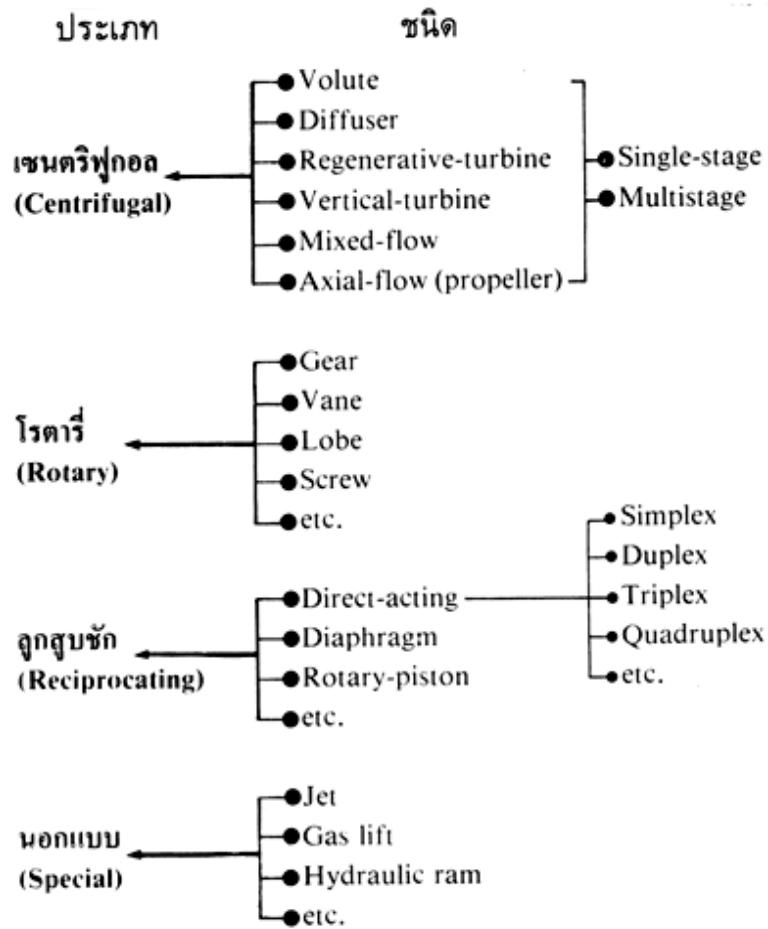 ประเภท
ชนิด
เซนตริฟูกอล
(Centrifugal)
Volute
Diffuser
Regenerative-turbine
Vertical-turbine
Mixed-flow
Axial-flow (propeller)
Single-stage
Multistage
โรตารี่
(Rotary)
Gear
Vane
Lobe
Screw
etc.
ลูกสูบชัก
(Reciprocating)
Direct-acting
Diaphragm
Rotary-piston
etc.
Simplex
Duplex
Triplex
Quadruplex
etc.
นอกแบบ
(Special)
Jet
Gas lift
Hydraulic ram
etc.